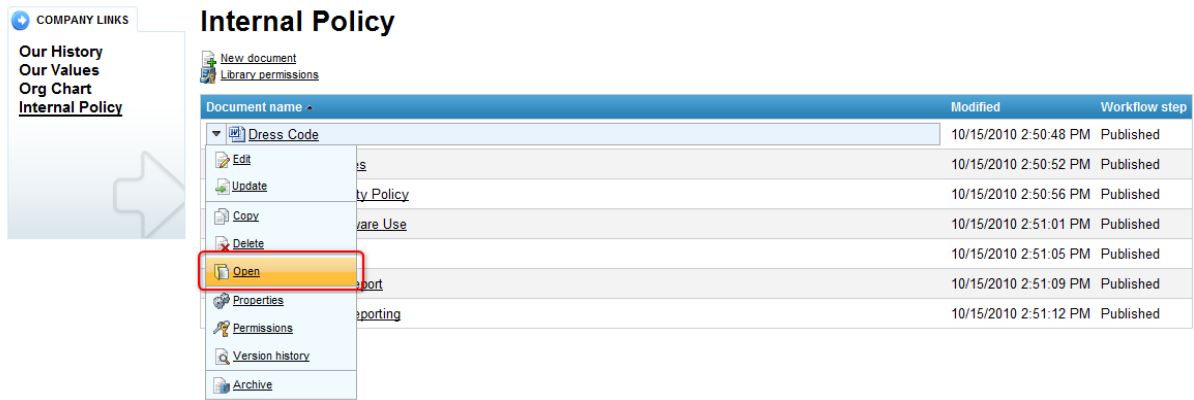 COMPANY LINKS
Our History
Our Values
Org Chart
Internal Policy
Internal Policy
New document
Library permissions
Document name Modified Workflow step
Dress Code 10/15/2010 2:50:48 PM Published
es 10/15/2010 2:50:52 PM Published
ty Policy 10/15/2010 2:50:56 PM Published
ware Use 10/15/2010 2:51:01 PM Published
10/15/2010 2:51:05 PM Published
eport 10/15/2010 2:51:09 PM Published
eporting 10/15/2010 2:51:12 PM Published
Edit
Update
Copy
Delete
Open
Properties
Permissions
Version history
Archive